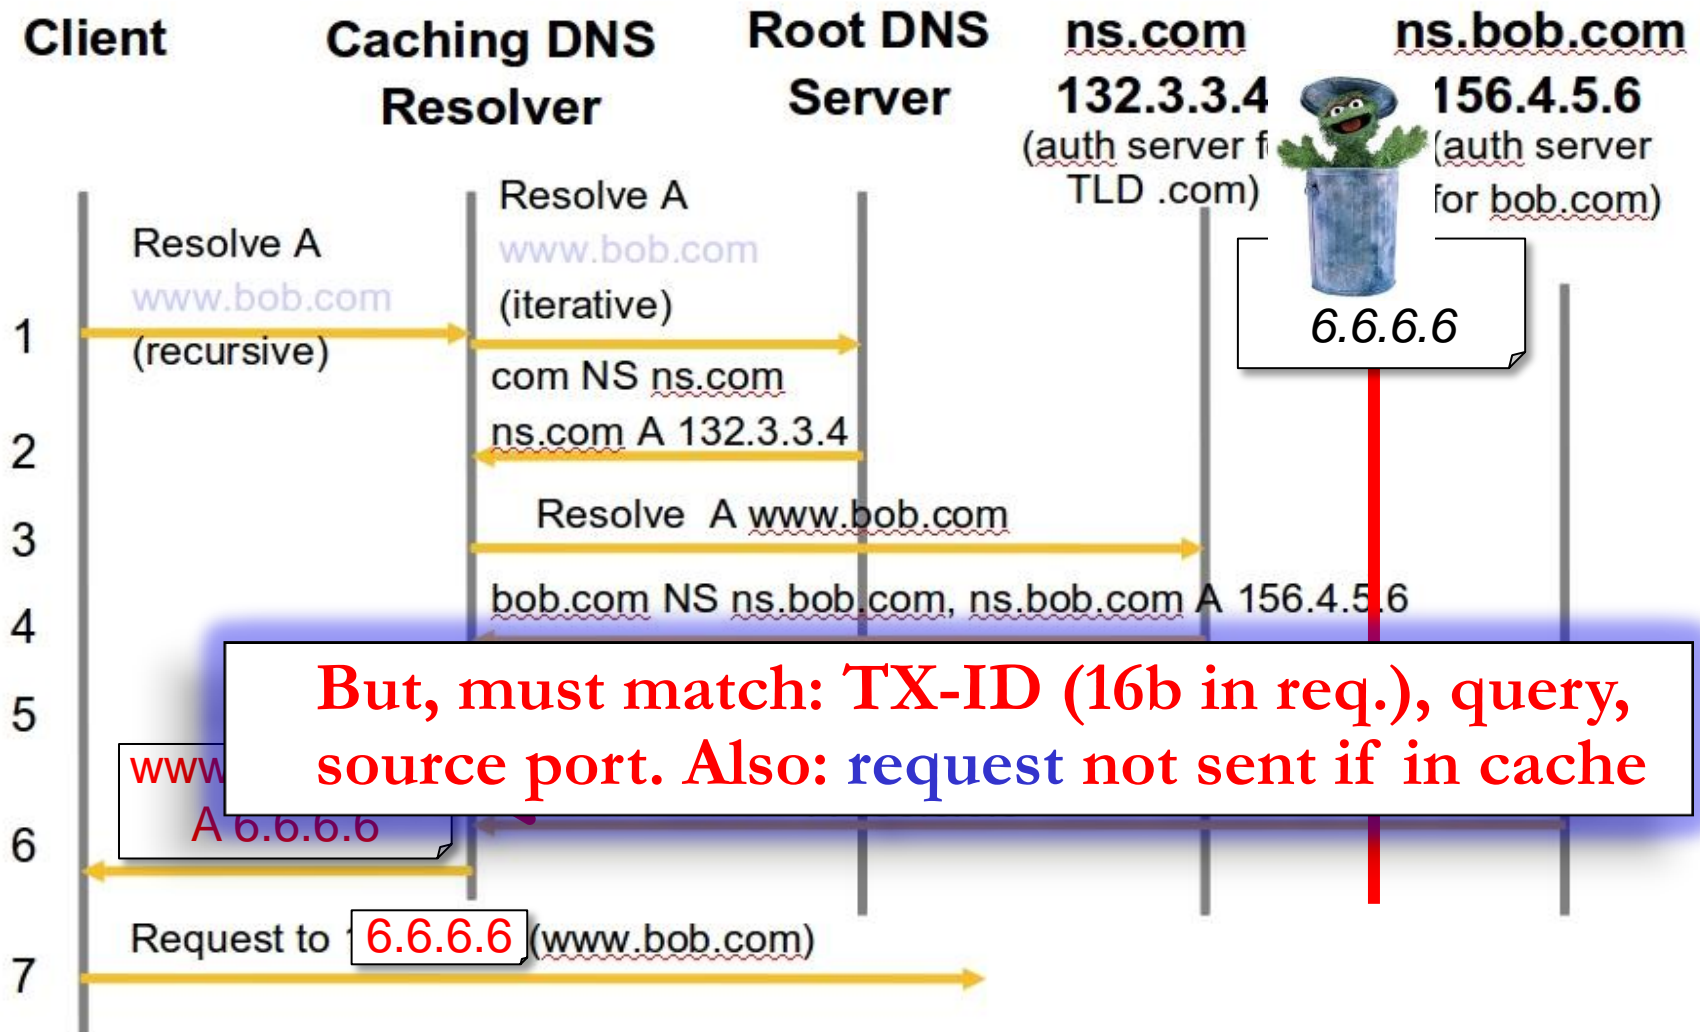 Client
Caching DNS
Resolver
Root DNS
Server
ns.com
132.3.3.4
(auth server f
TLD .com)
ns.bob.com
156.4.5.6
(auth server
for bob.com)
6.6.6.6
Resolve A
www.bob.com
(recursive)
Resolve A
www.bob.com
(iterative)
1
com NS ns.com
ns.com A 132.3.3.4
2
Resolve A www.bob.com
3
bob.com NS ns.bob.com, ns.bob.com A 156.4.5.6
4
But, must match: TX-ID (16b in req.), query,
source port. Also: request not sent if in cache
5
www
A 6.6.6.6
6
Request to 6.6.6.6 (www.bob.com)
7